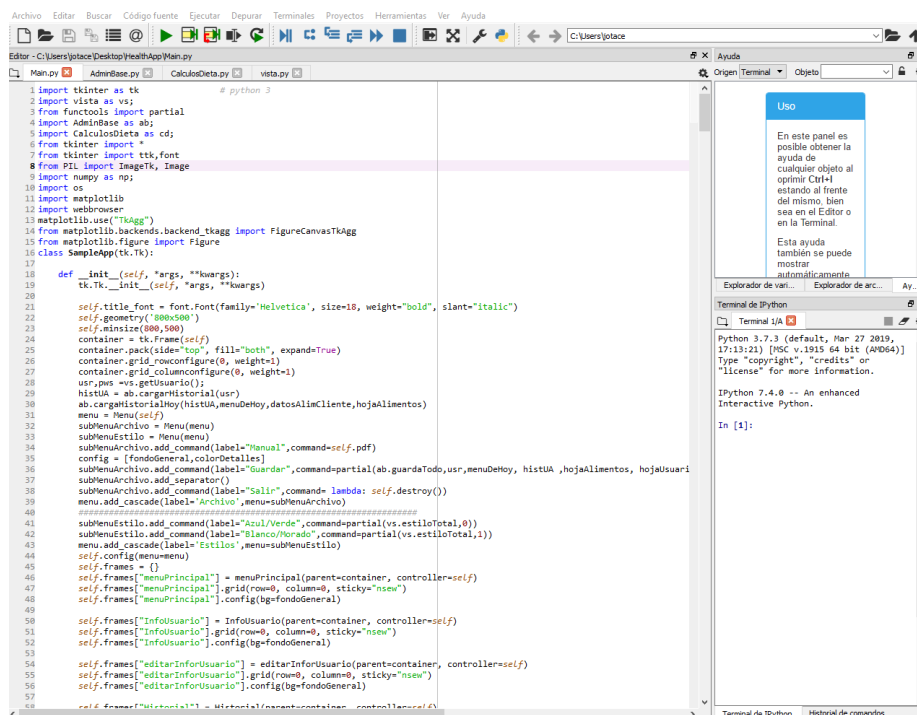 Archivo Editar Buscar Código fuente Ejecutar Depurar Terminales Proyectos Herramientas Ver Ayuda
C:\Users\jotace
Editor - C:\Users\jotace\Desktop\HealthApp\Main.py
Main.py AdminBase.py CalculosDieta.py vista.py
1 import tkinter as tk # python 3
2 import vista as vs;
3 from functools import partial
4 import AdminBase as ab;
5 import CalculosDieta as cd;
6 from tkinter import *
7 from tkinter import ttk,font
8 from PIL import ImageTk, Image
9 import numpy as np;
10 import os
11 import matplotlib
12 import webbrowser
13 matplotlib.use("TkAgg")
14 from matplotlib.backends.backend_tkagg import FigureCanvasTkAgg
15 from matplotlib.figure import Figure
16 class SampleApp(tk.Tk):
17
18 def __init__(self, *args, **kwargs):
19 tk.Tk.__init__(self, *args, **kwargs)
20
21 self.title_font = font.Font(family='Helvetica', size=18, weight="bold", slant="italic")
22 self.geometry('800x500')
23 self.minsize(800,500)
24 container = tk.Frame(self)
25 container.pack(side="top", fill="both", expand=True)
26 container.grid_rowconfigure(0, weight=1)
27 container.grid_columnconfigure(0, weight=1)
28 usr,pws =vs.getUsuario();
29 histUA = ab.cargarHistorial(usr)
30 ab.cargaHistorialHoy(histUA,menuDeHoy,datosAlimCliente,hojaAlimentos)
31 menu = Menu(self)
32 subMenuArchivo = Menu(menu)
33 subMenuEstilo = Menu(menu)
34 subMenuArchivo.add_command(label="Manual",command=self.pdf)
35 config = [fondoGeneral,colorDetalles]
36 subMenuArchivo.add_command(label="Guardar",command=partial(ab.guardaTodo,usr,menuDeHoy, histUA ,hojaAlimentos, hojaUsuari
37 subMenuArchivo.add_separator()
38 subMenuArchivo.add_command(label="Salir",command= lambda: self.destroy())
39 menu.add_cascade(label='Archivo',menu=subMenuArchivo)
40 ##################################################################
41 subMenuEstilo.add_command(label="Azul/Verde",command=partial(vs.estiloTotal,0))
42 subMenuEstilo.add_command(label="Blanco/Morado",command=partial(vs.estiloTotal,1))
43 menu.add_cascade(label='Estilos',menu=subMenuEstilo)
44 self.config(menu=menu)
45 self.frames = {}
46 self.frames["menuPrincipal"] = menuPrincipal(parent=container, controller=self)
47 self.frames["menuPrincipal"].grid(row=0, column=0, sticky="nsew")
48 self.frames["menuPrincipal"].config(bg=fondoGeneral)
49
50 self.frames["InfoUsuario"] = InfoUsuario(parent=container, controller=self)
51 self.frames["InfoUsuario"].grid(row=0, column=0, sticky="nsew")
52 self.frames["InfoUsuario"].config(bg=fondoGeneral)
53
54 self.frames["editarInforUsuario"] = editarInforUsuario(parent=container, controller=self)
55 self.frames["editarInforUsuario"].grid(row=0, column=0, sticky="nsew")
56 self.frames["editarInforUsuario"].config(bg=fondoGeneral)
57
58 self.frames["Historial"] = Historial(parent=container, controller=self)
Ayuda
Origen Terminal Objeto
Uso
En este panel es
posible obtener la
ayuda de
cualquier objeto al
oprimir Ctrl+I
estando al frente
del mismo, bien
sea en el Editor o
en la Terminal.
Esta ayuda
también se puede
mostrar
automáticamente
Explorador de vari... Explorador de arc... Ay...
Terminal de IPython
Terminal 1/A
Python 3.7.3 (default, Mar 27 2019,
17:13:21) [MSC v.1915 64 bit (AMD64)]
Type "copyright", "credits" or
"license" for more information.
IPython 7.4.0 -- An enhanced
Interactive Python.
In [1]:
Terminal de IPython Historial de comandos